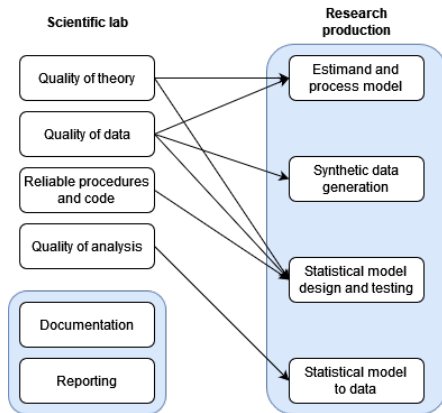 Scientific lab
Quality of theory
Quality of data
Reliable procedures
and code
Quality of analysis
Documentation
Reporting
Research
production
Estimand and
process model
Synthetic data
generation
Statistical model
design and testing
Statistical model
to data